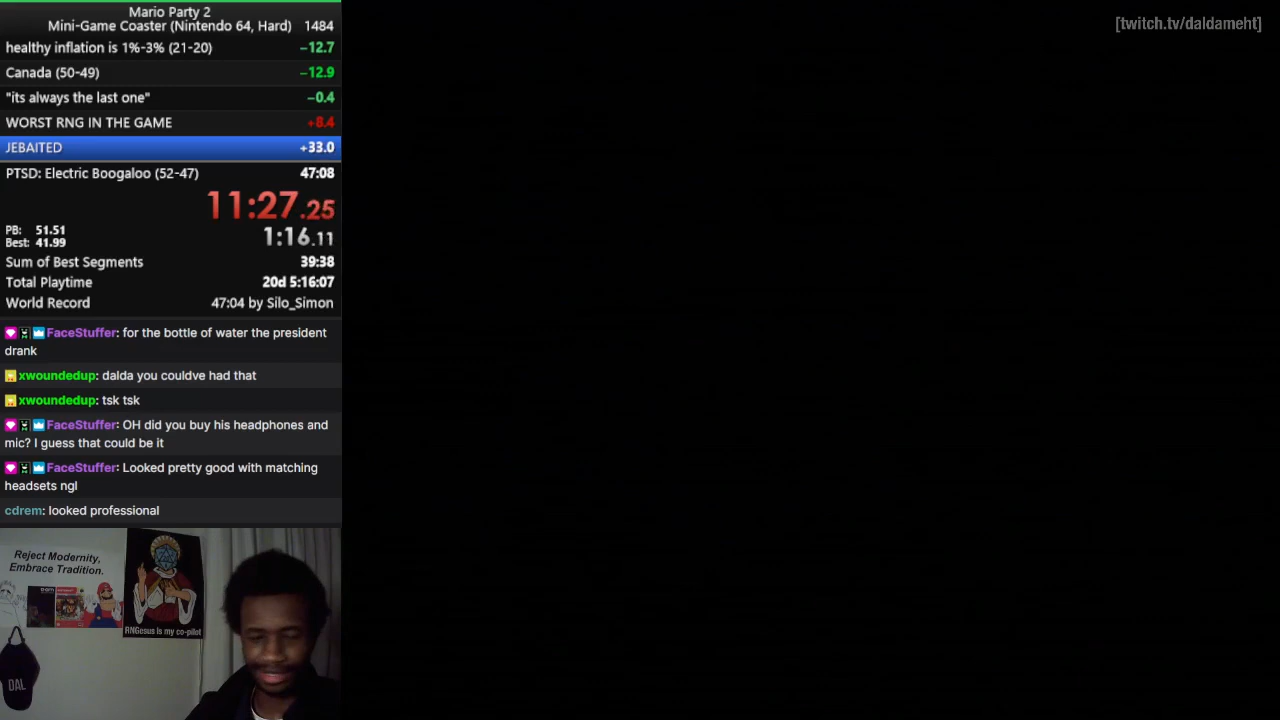 Mario Party 2
Mini-Game Coaster (Nintendo 64, Hard) 1484
healthy inflation is 1%-3% (21-20) −12.7
Canada (50-49) −12.9
"its always the last one" −0.4
WORST RNG IN THE GAME +8.4
JEBAITED +33.0
PTSD: Electric Boogaloo (52-47) 47:08
11:27.25
PB: 51.51
Best: 41.99
1:16.11
Sum of Best Segments 39:38
Total Playtime 20d 5:16:07
World Record 47:04 by Silo_Simon
FaceStuffer: for the bottle of water the president
drank
xwoundedup: dalda you couldve had that
xwoundedup: tsk tsk
FaceStuffer: OH did you buy his headphones and
mic? I guess that could be it
FaceStuffer: Looked pretty good with matching
headsets ngl
cdrem: looked professional
Reject Modernity,
Embrace Tradition.
RNGesus is my co-pilot
DAL
[twitch.tv/daldameht]